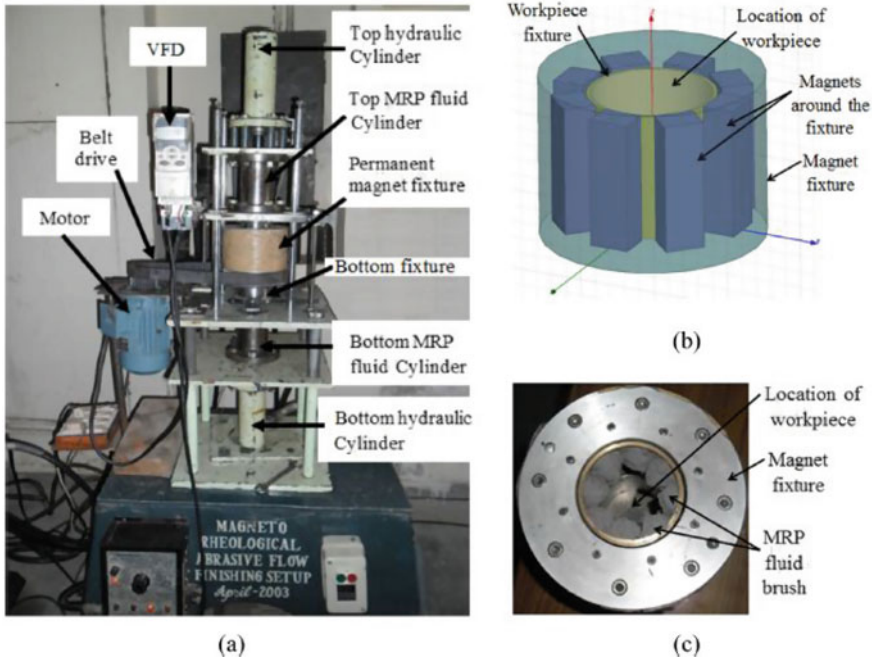 VFD
Top hydraulic
Cylinder
Top MRP fluid
Cylinder
Belt
drive
Permanent
magnet fixture
Motor
Bottom fixture
Bottom MRP
fluid Cylinder
Bottom hydraulic
Cylinder
MAGNETO
RHEOLOGICAL
ABRASIVE FLOW
FINISHING SETUP
April-2003
(a)
Workpiece
fixture
Location of
workpiece
Magnets
around the
fixture
Magnet
fixture
(b)
Location of
workpiece
Magnet
fixture
MRP
fluid
brush
(c)